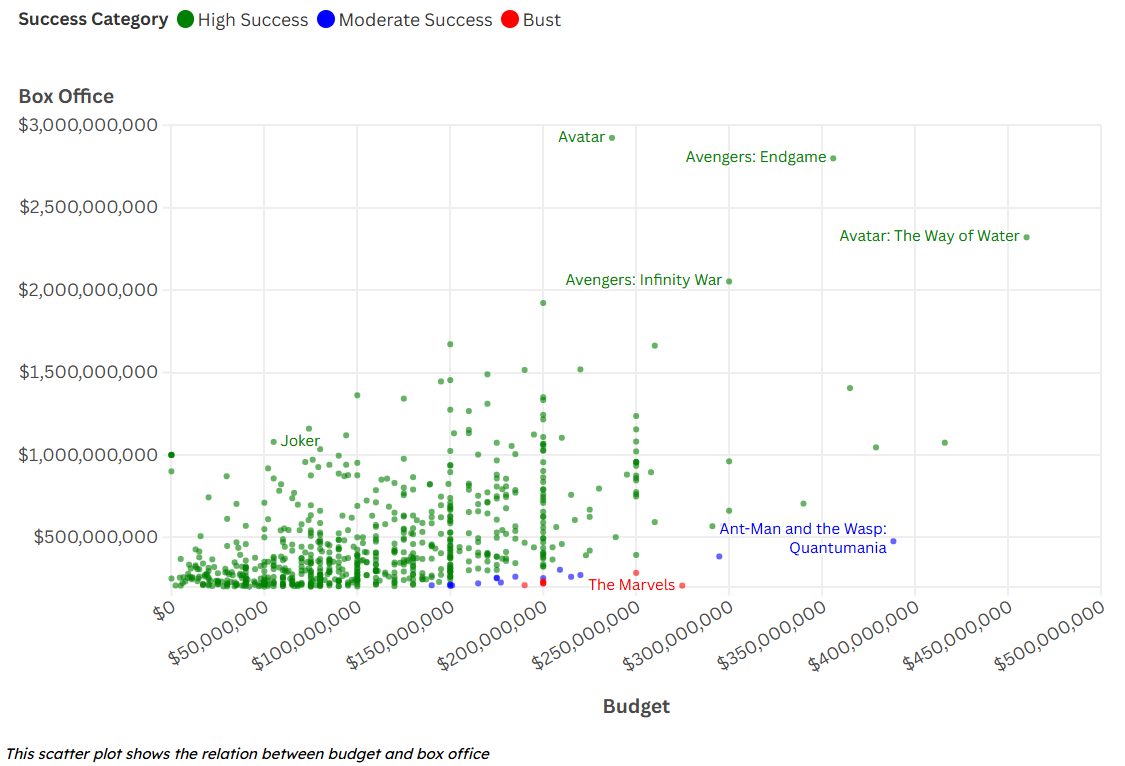 Success Category High Success Moderate Success Bust
Box Office
$3,000,000,000
Avatar
Avengers: Endgame
$2,500,000,000
Avatar: The Way of Water
$2,000,000,000
Avengers: Infinity War
$1,500,000,000
Joker
$1,000,000,000
$500,000,000
Ant-Man and the Wasp:
Quantumania
The Marvels
$0
$50,000,000
$100,000,000
$150,000,000
$200,000,000
$250,000,000
$300,000,000
$350,000,000
$400,000,000
$450,000,000
$500,000,000
Budget
This scatter plot shows the relation between budget and box office